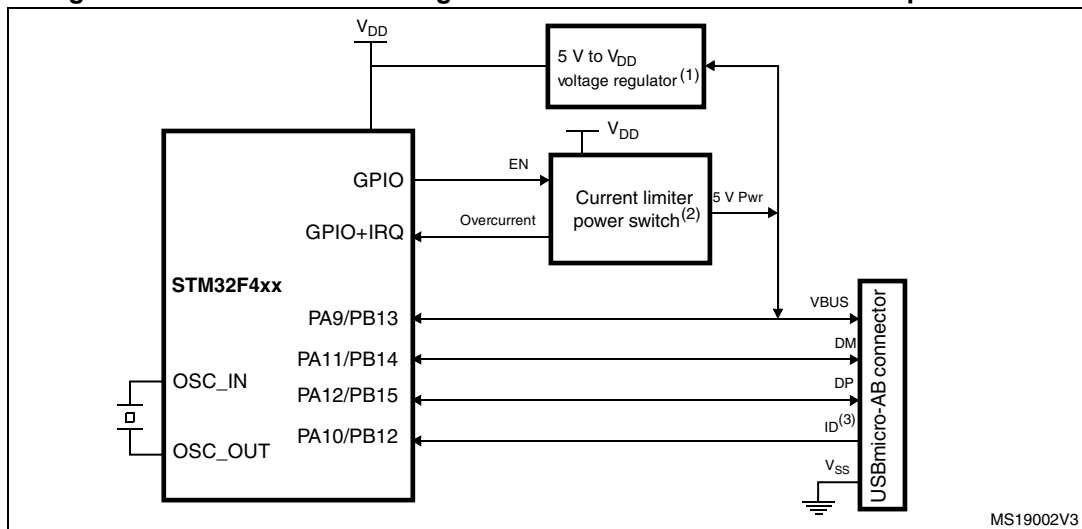 VDD
5 V to VDD
voltage regulator(1)
VDD
GPIO
EN
Current limiter
power switch(2)
5 V Pwr
GPIO+IRQ
Overcurrent
STM32F4xx
PA9/PB13
VBUS
PA11/PB14
DM
OSC_IN
PA12/PB15
DP
PA10/PB12
ID(3)
OSC_OUT
VSS
USBmicro-AB connector
MS19002V3